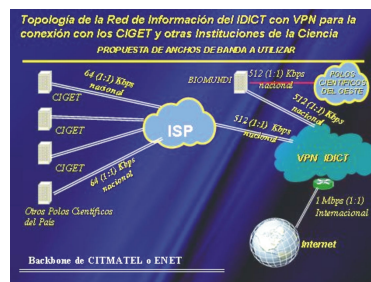 Topología de la Red de Información del IDICT con VPN para la
conexión con los CIGET y otras Instituciones de la Ciencia
PROPUESTA DE ANCHOS DE BANDA A UTILIZAR
64 (1:1) Kbps
nacional
CIGET
CIGET
CIGET
64 (1:1) Kbps
nacional
Otros Polos Científicos
del País
ISP
BIOMUNDI
512 (1:1) Kbps
nacional
POLOS
CIENTIFICOS
DEL OESTE
512 (1:1) Kbps
nacional
512 (1:1) Kbps
nacional
VPN IDICT
1 Mbps (1:1)
Internacional
Internet
Backbone de CITMATEL o ENET